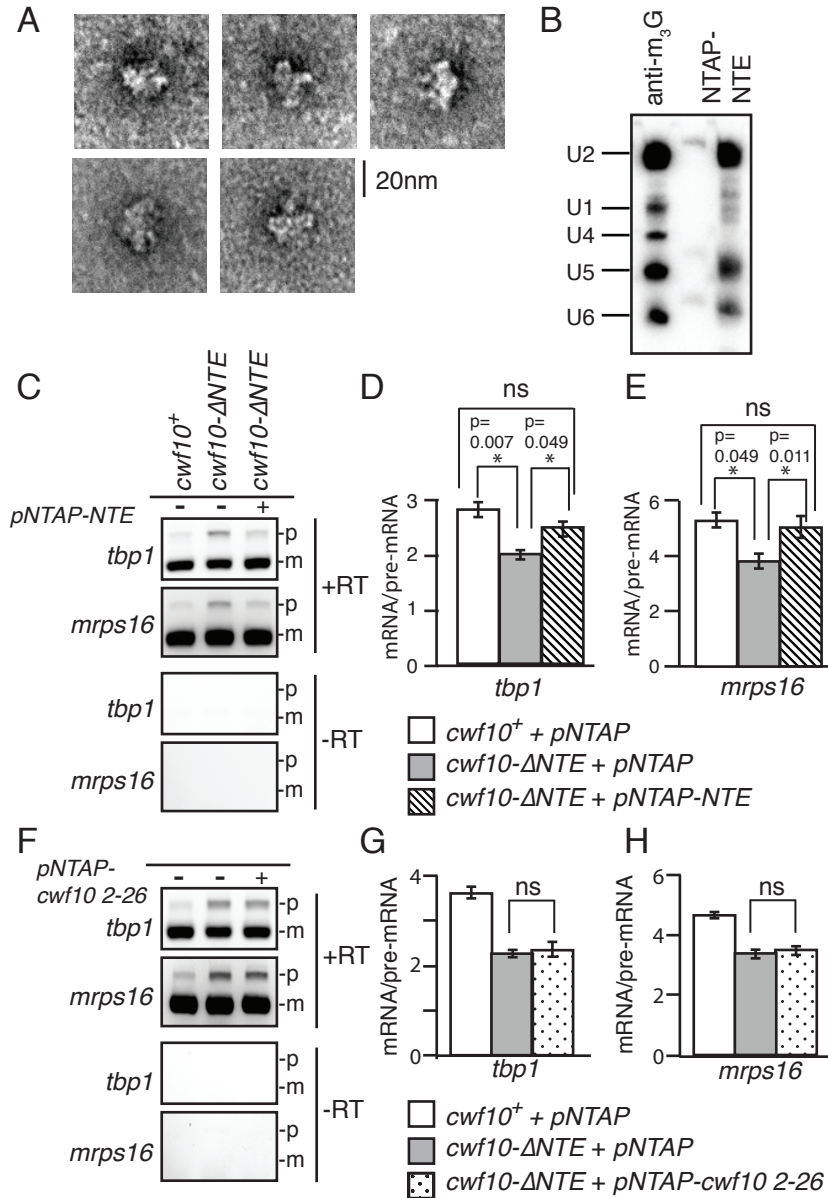 A
20nm
B
anti-m3G
NTAP-
NTE
U2
U1
U4
U5
U6
C
cwf10+
cwf10-ΔNTE
cwf10-ΔNTE
pNTAP-NTE
- - +
tbp1
-p
-m
mrps16
-p
-m
+RT
tbp1
-p
-m
mrps16
-p
-m
-RT
D
ns
p=
0.007
*
p=
0.049
*
mRNA/pre-mRNA
3
2
1
0
tbp1
E
ns
p=
0.049
*
p=
0.011
*
mRNA/pre-mRNA
6
4
2
0
mrps16
cwf10+ + pNTAP
cwf10-ΔNTE + pNTAP
cwf10-ΔNTE + pNTAP-NTE
F
pNTAP-
cwf10 2-26
- - +
tbp1
-p
-m
mrps16
-p
-m
+RT
tbp1
-p
-m
mrps16
-p
-m
-RT
G
ns
mRNA/pre-mRNA
4
2
0
tbp1
H
ns
mRNA/pre-mRNA
6
4
2
0
mrps16
cwf10+ + pNTAP
cwf10-ΔNTE + pNTAP
cwf10-ΔNTE + pNTAP-cwf10 2-26